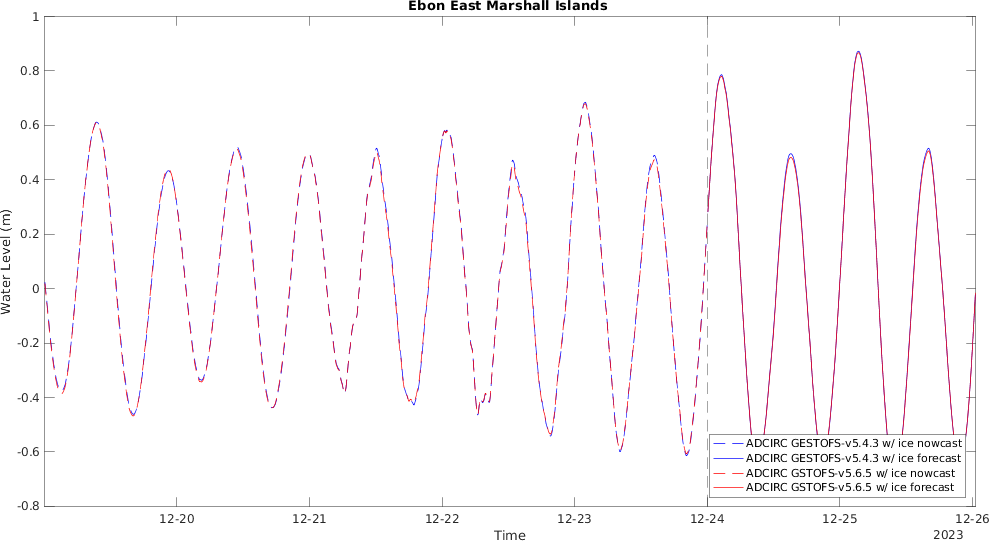 Ebon East Marshall Islands
1
0.8
0.6
0.4
0.2
0
-0.2
-0.4
-0.6
-0.8
Water Level (m)
ADCIRC GESTOFS-v5.4.3 w/ ice nowcast
ADCIRC GESTOFS-v5.4.3 w/ ice forecast
ADCIRC GSTOFS-v5.6.5 w/ ice nowcast
ADCIRC GSTOFS-v5.6.5 w/ ice forecast
12-20 12-21 12-22 12-23 12-24 12-25 12-26
Time
2023